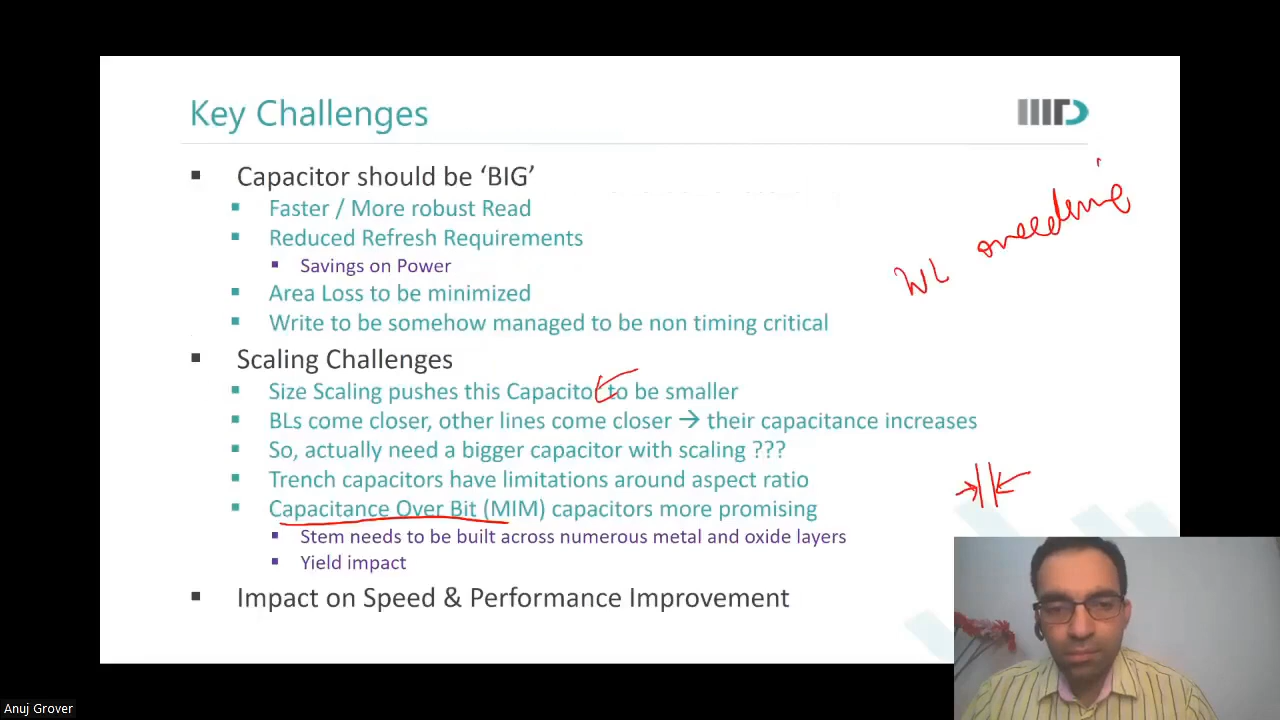 Key Challenges
IIITD
▪ Capacitor should be ‘BIG’
▪ Faster / More robust Read
▪ Reduced Refresh Requirements
▪ Savings on Power
▪ Area Loss to be minimized
▪ Write to be somehow managed to be non timing critical
▪ Scaling Challenges
▪ Size Scaling pushes this Capacitor to be smaller
▪ BLs come closer, other lines come closer → their capacitance increases
▪ So, actually need a bigger capacitor with scaling ???
▪ Trench capacitors have limitations around aspect ratio
▪ Capacitance Over Bit (MIM) capacitors more promising
▪ Stem needs to be built across numerous metal and oxide layers
▪ Yield impact
▪ Impact on Speed & Performance Improvement
WL
Anuj Grover